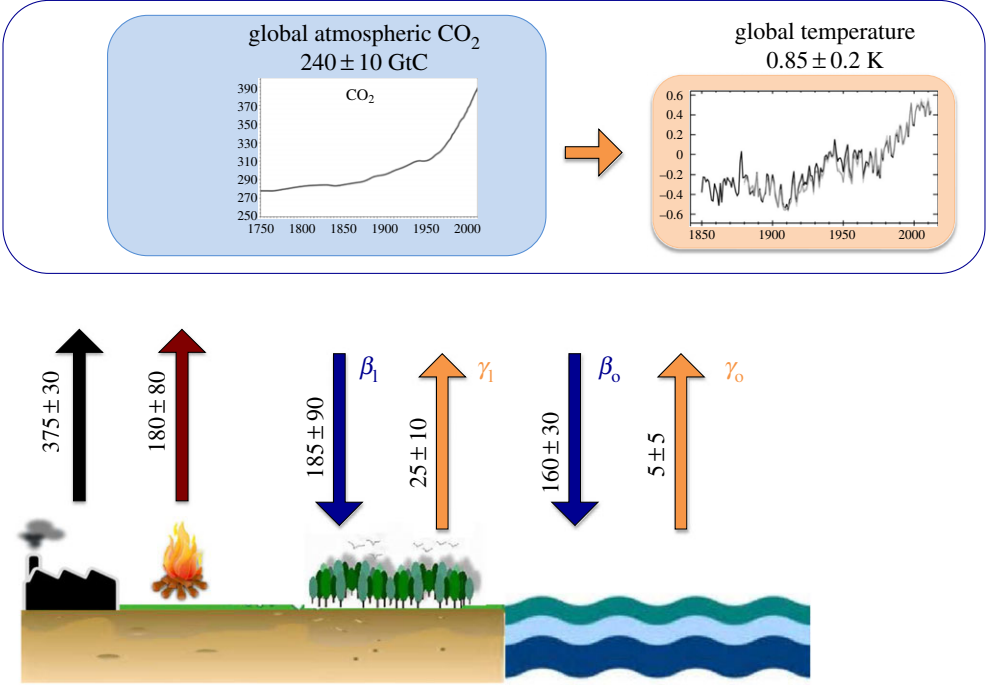 global atmospheric CO₂
240 ± 10 GtC
CO₂
390
370
350
330
310
290
270
250
1750 1800 1850 1900 1950 2000
global temperature
0.85 ± 0.2 K
0.6
0.4
0.2
0
–0.2
–0.4
–0.6
1850 1900 1950 2000
375 ± 30
180 ± 80
185 ± 90
βl
25 ± 10
γl
160 ± 30
βo
5 ± 5
γo